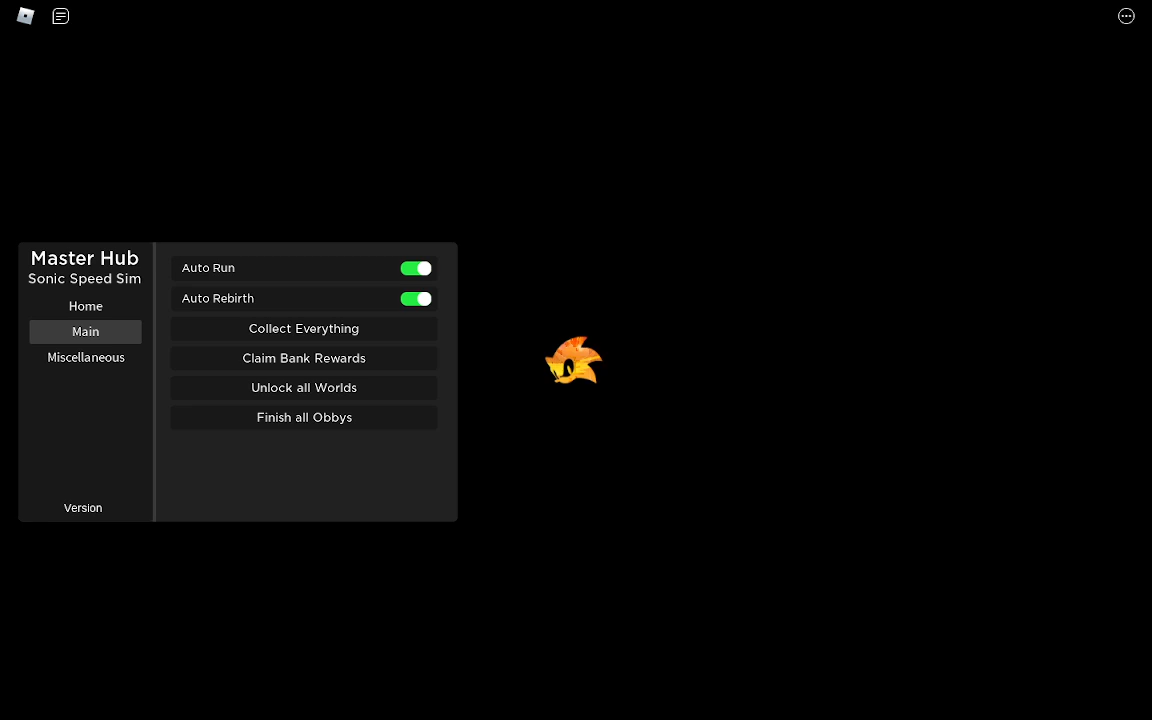 Master Hub
Sonic Speed Sim
Home
Main
Miscellaneous
Version
Auto Run
Auto Rebirth
Collect Everything
Claim Bank Rewards
Unlock all Worlds
Finish all Obbys